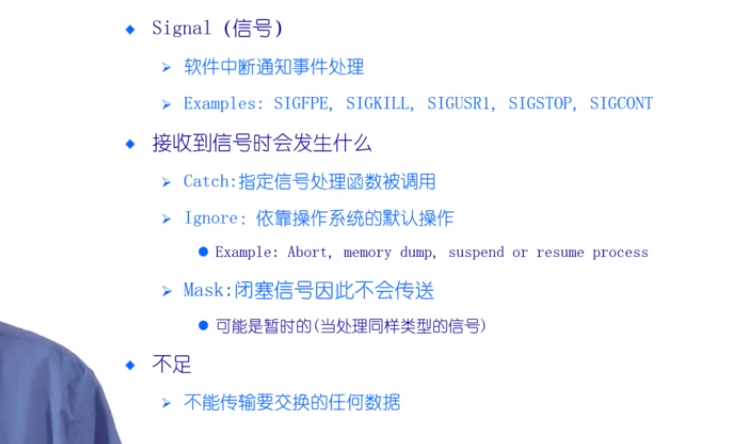 Signal (信号)
软件中断通知事件处理
Examples: SIGFPE, SIGKILL, SIGUSR1, SIGSTOP, SIGCONT
接收到信号时会发生什么
Catch:指定信号处理函数被调用
Ignore: 依靠操作系统的默认操作
Example: Abort, memory dump, suspend or resume process
Mask:闭塞信号因此不会传送
可能是暂时的(当处理同样类型的信号)
不足
不能传输要交换的任何数据